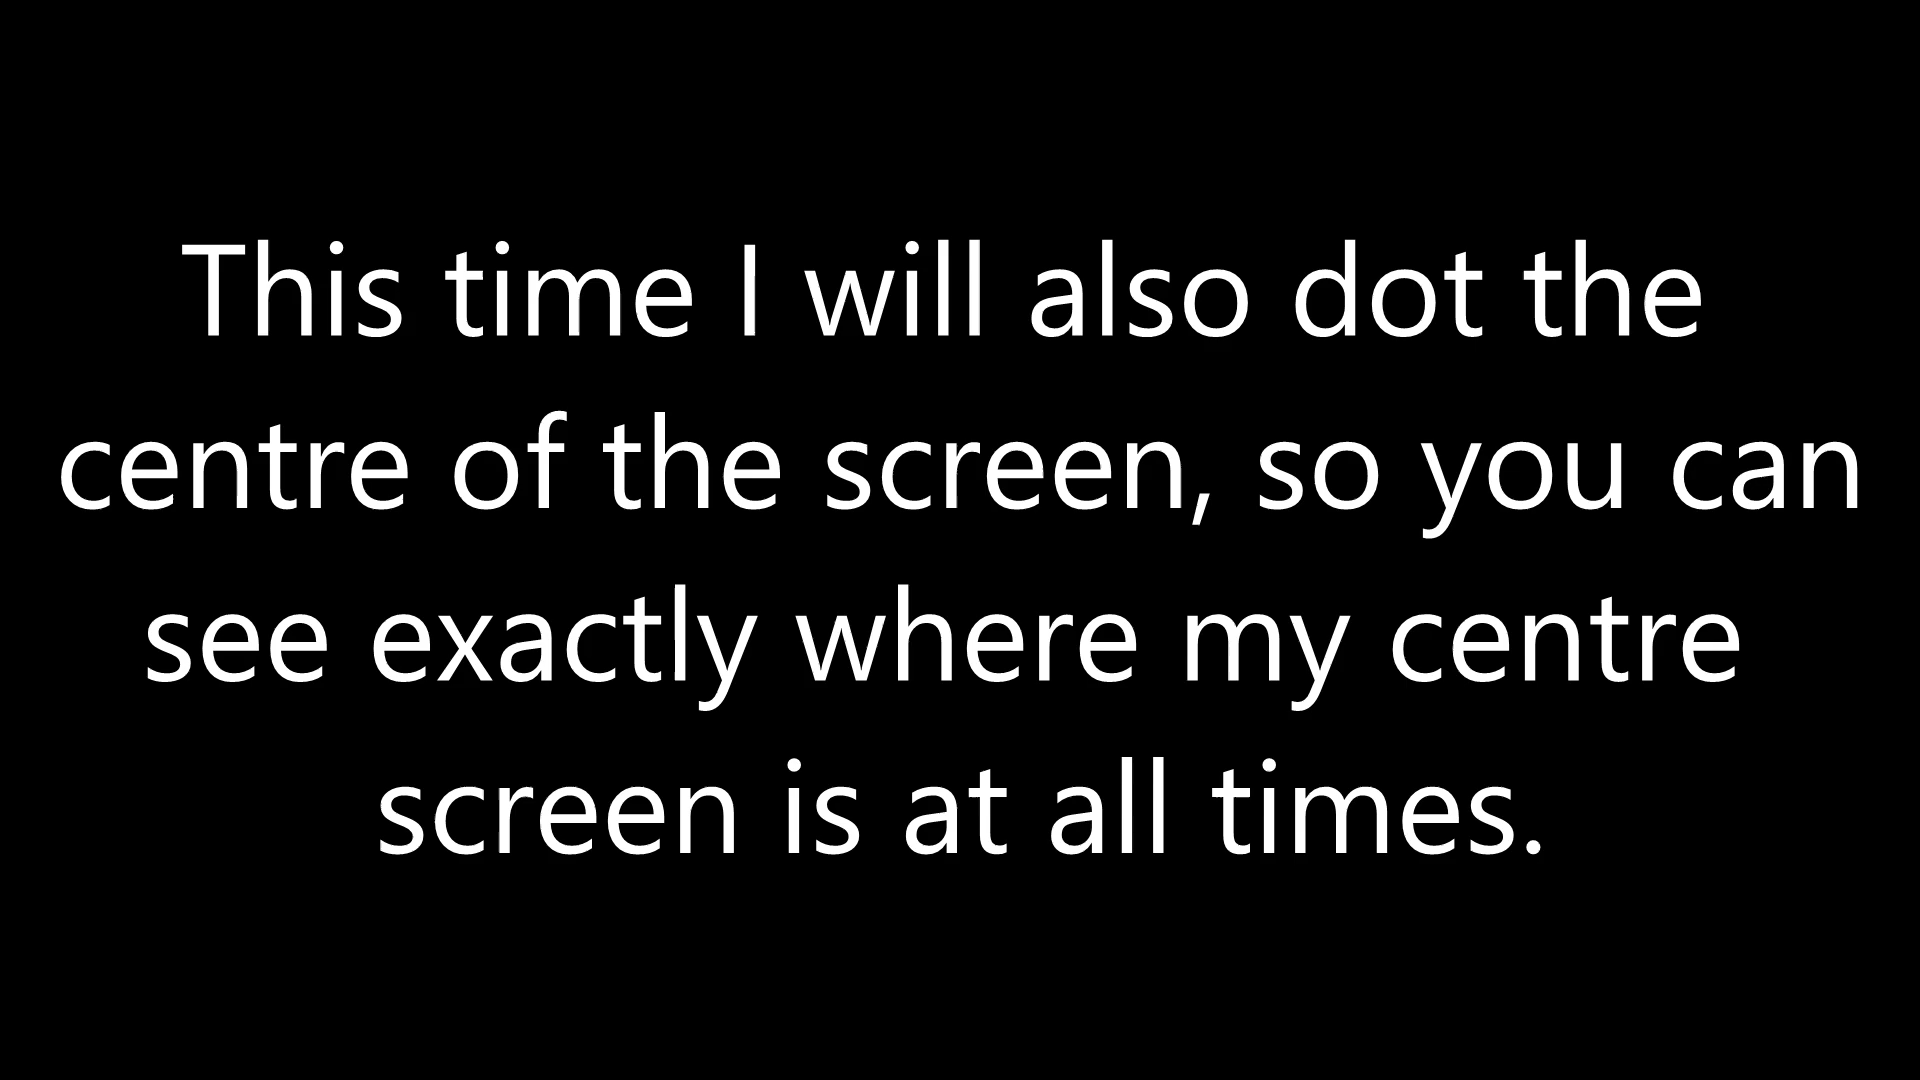 This time I will also dot the
centre of the screen, so you can
see exactly where my centre
screen is at all times.